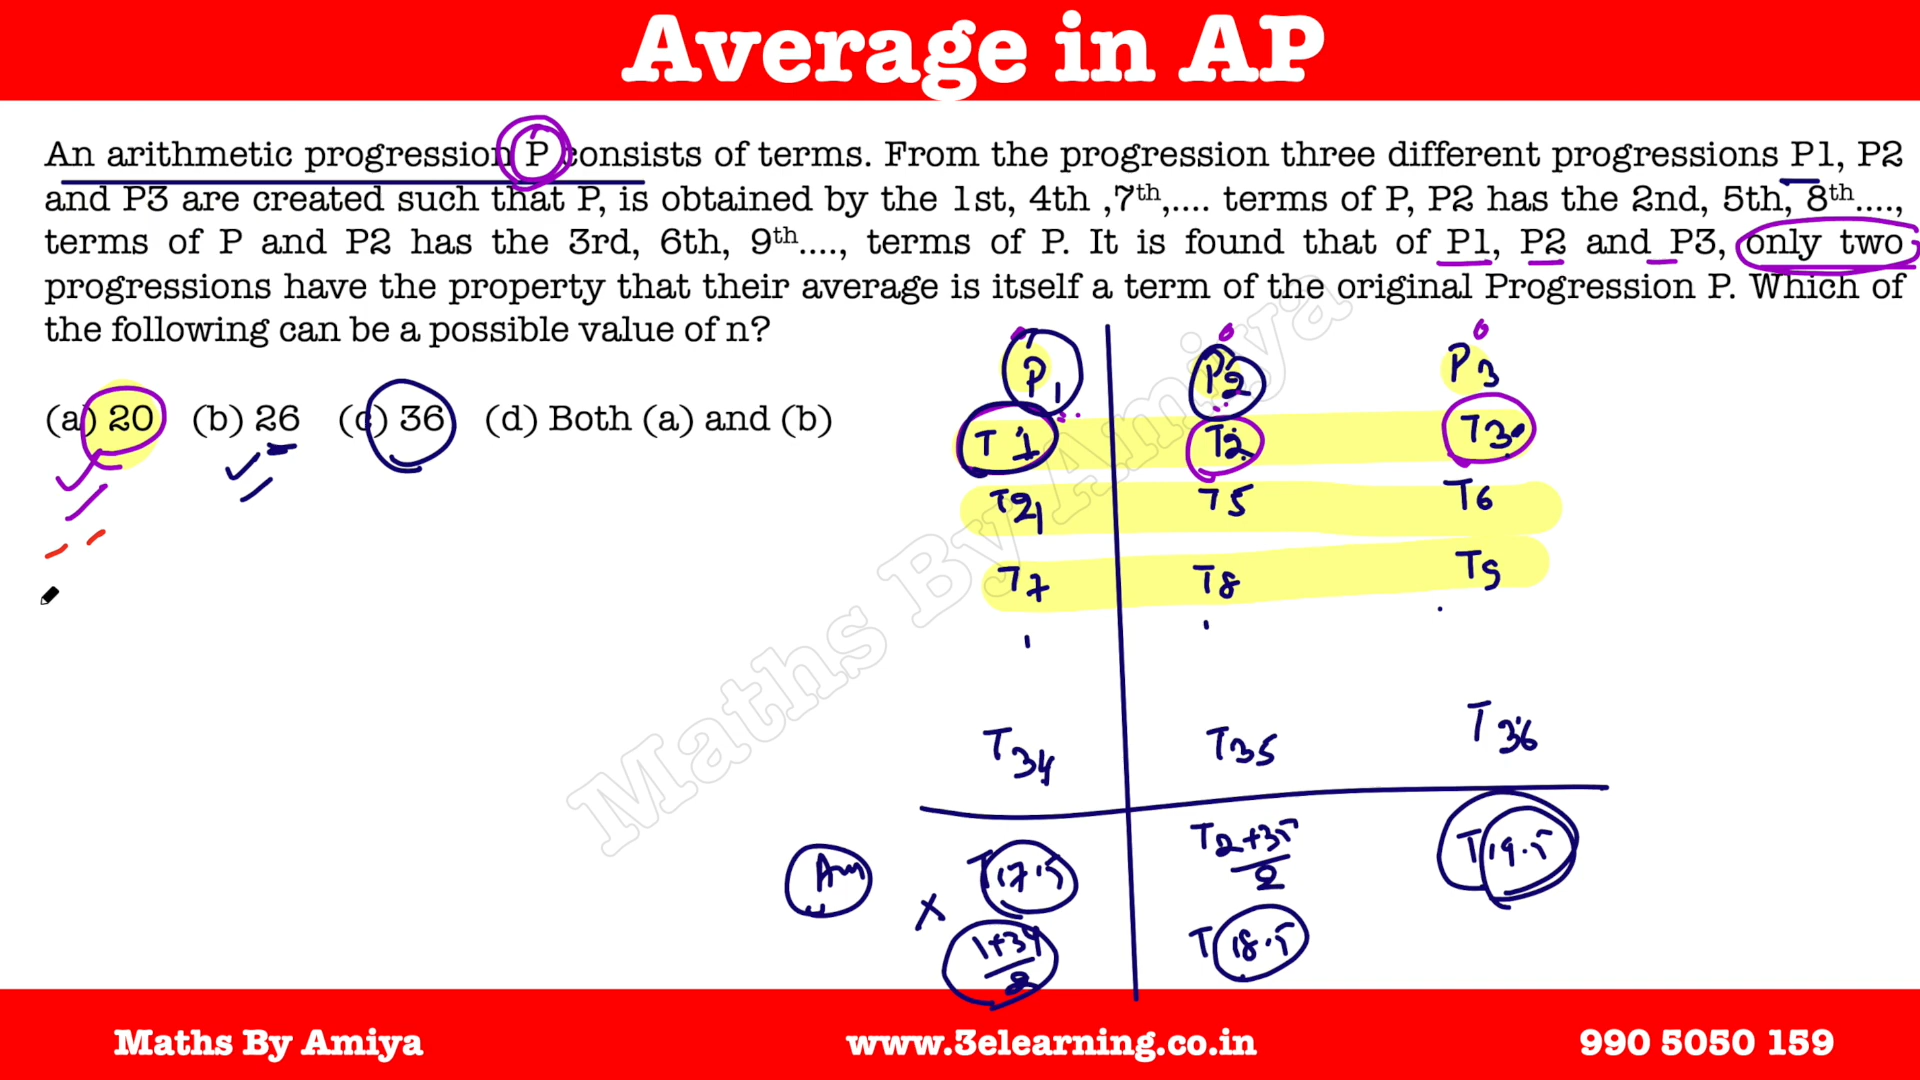 Average in AP
An arithmetic progression P consists of terms. From the progression three different progressions P1, P2
and P3 are created such that P, is obtained by the 1st, 4th ,7th,.... terms of P, P2 has the 2nd, 5th, 8th....,
terms of P and P2 has the 3rd, 6th, 9th...., terms of P. It is found that of P1, P2 and P3, only two
progressions have the property that their average is itself a term of the original Progression P. Which of
the following can be a possible value of n?
(a) 20 (b) 26 (c) 36 (d) Both (a) and (b)
P1 P2 P3
T1 T2 T3
T21 T5 T6
T7 T8 T9
T34 T35 T36
Am T17.5 T2+35/2 T19.5
x 1+34/2 T18.5
Maths By Amiya
Maths By Amiya www.3elearning.co.in 990 5050 159